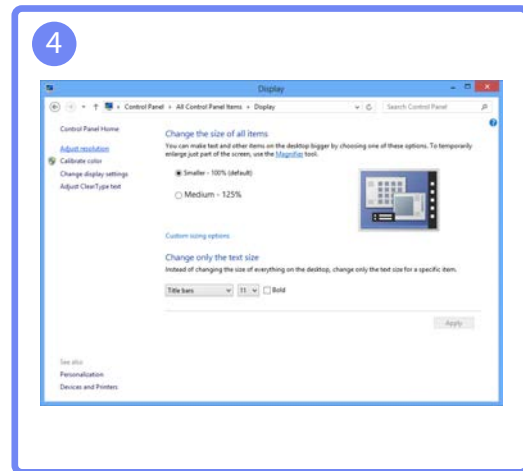 4
Display
Control Panel ▸ All Control Panel Items ▸ Display
Search Control Panel
Control Panel Home
Adjust resolution
Calibrate color
Change display settings
Adjust ClearType text
Change the size of all items
You can make text and other items on the desktop bigger by choosing one of these options. To temporarily
enlarge just part of the screen, use the Magnifier tool.
Smaller - 100% (default)
Medium - 125%
Custom sizing options
Change only the text size
Instead of changing the size of everything on the desktop, change only the text size for a specific item.
Title bars 11 Bold
Apply
See also
Personalization
Devices and Printers